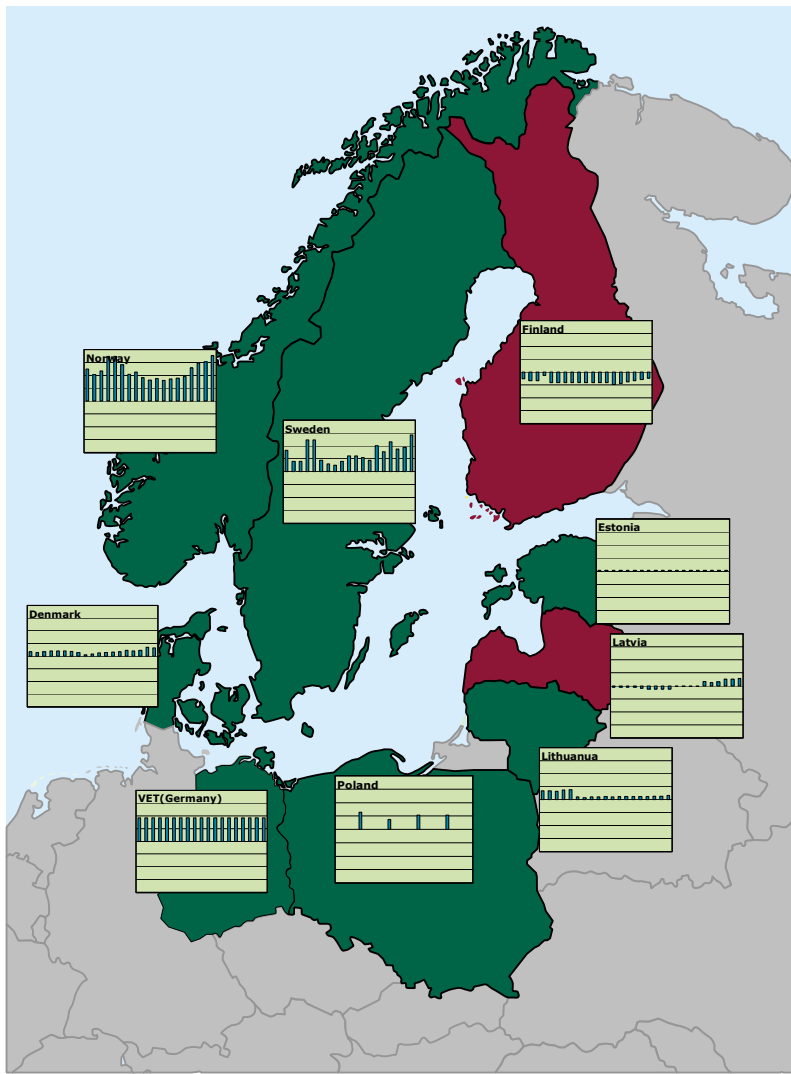 Finland
Norway
Sweden
Estonia
Denmark
Latvia
Lithuanua
Poland
VET(Germany)